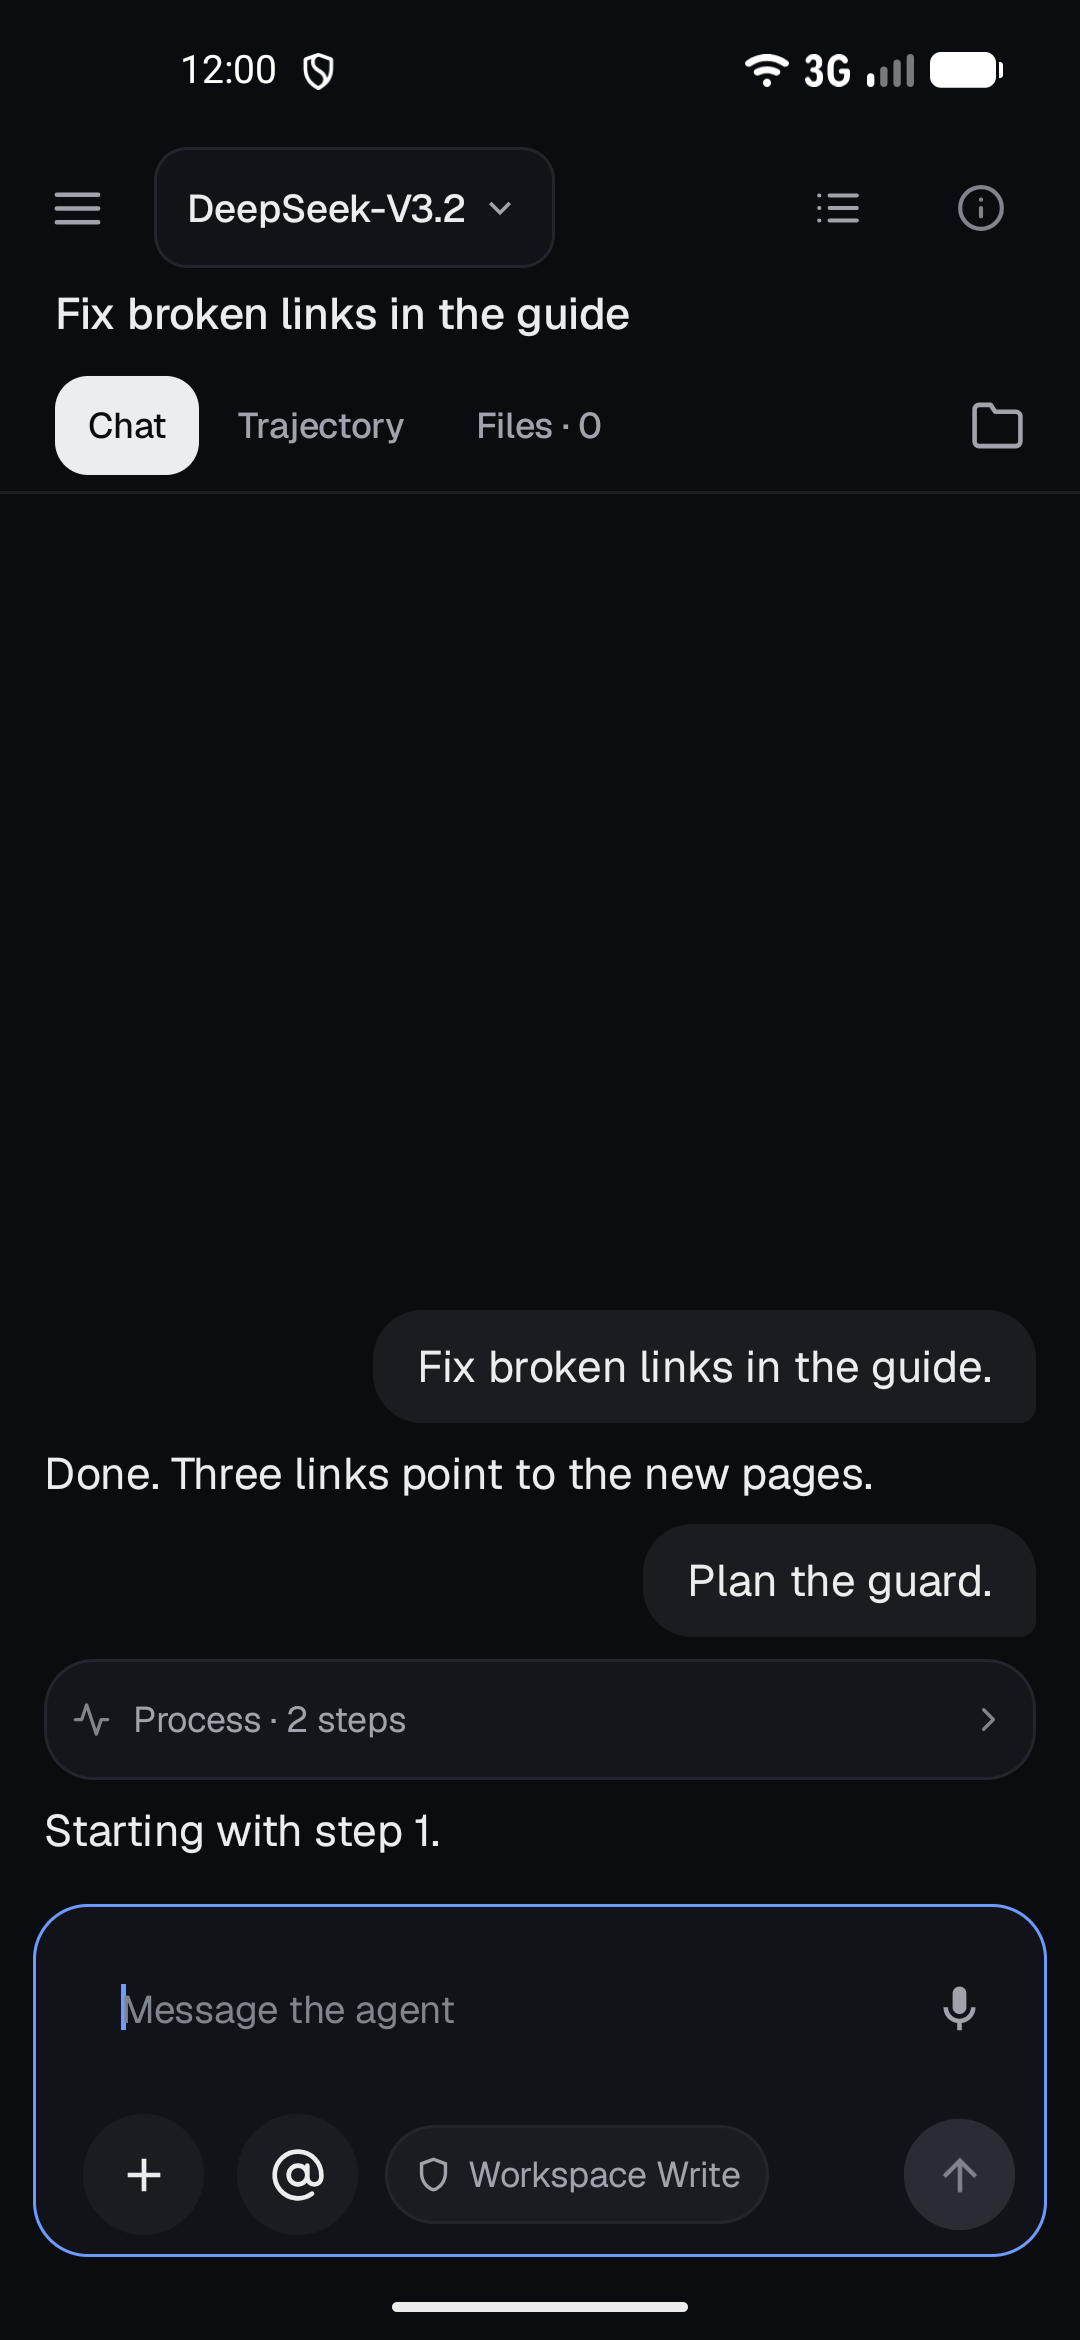 12:00
3G
DeepSeek-V3.2
Fix broken links in the guide
Chat
Trajectory
Files · 0
Fix broken links in the guide.
Done. Three links point to the new pages.
Plan the guard.
Process · 2 steps
Starting with step 1.
Message the agent
Workspace Write